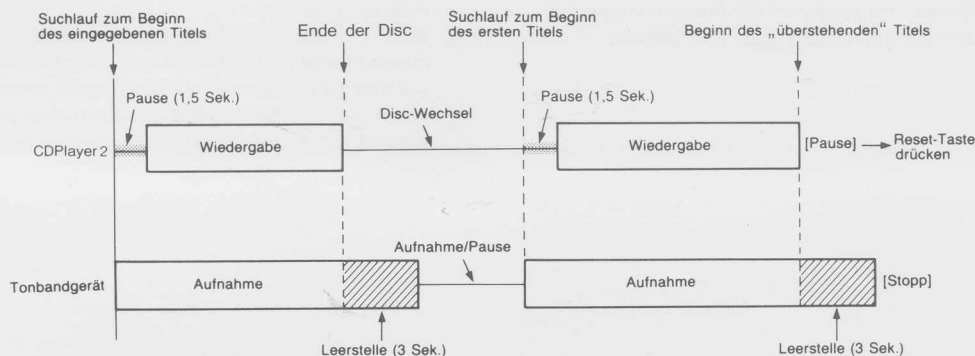 Suchlauf zum Beginn
des eingegebenen Titels
Ende der Disc
Suchlauf zum Beginn
des ersten Titels
Beginn des „überstehenden" Titels
Pause (1,5 Sek.)
Disc-Wechsel
Pause (1,5 Sek.)
CDPlayer 2
Wiedergabe
Wiedergabe
[Pause]
Reset-Taste
drücken
Aufnahme/Pause
Tonbandgerät
Aufnahme
Aufnahme
[Stopp]
Leerstelle (3 Sek.)
Leerstelle (3 Sek.)